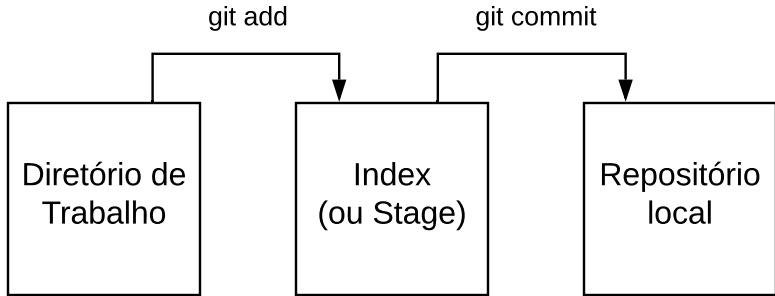 git add
git commit
Diretório de
Trabalho
Index
(ou Stage)
Repositório
local